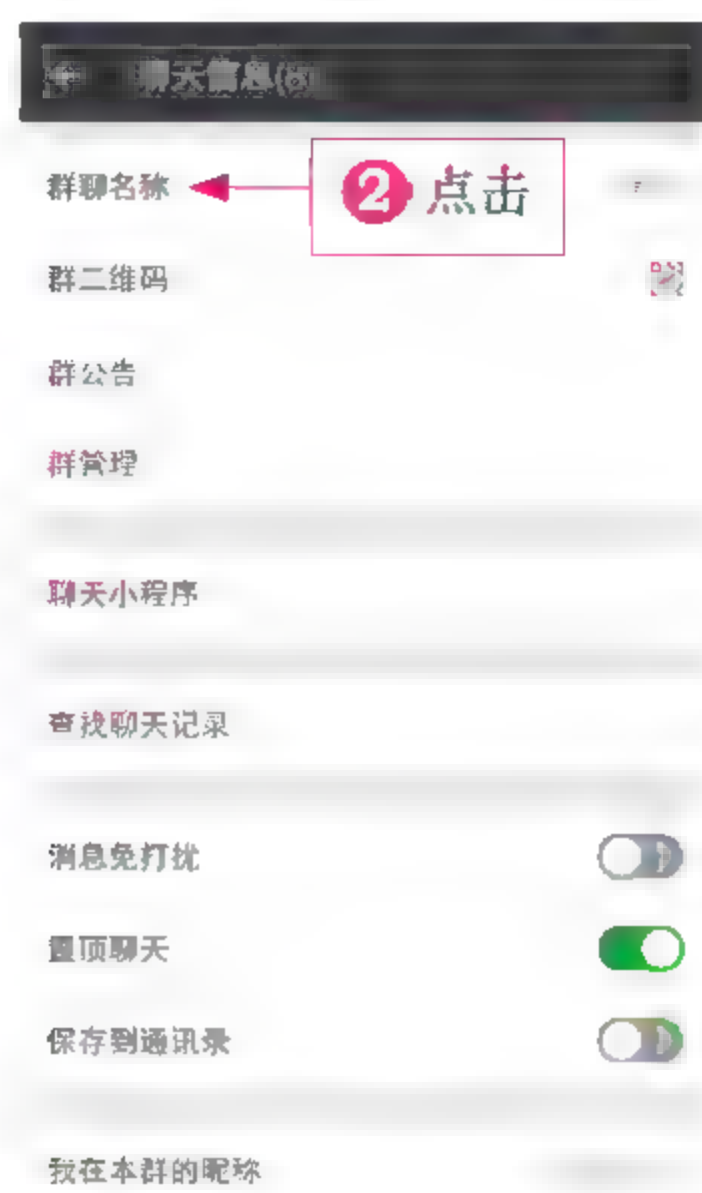 聊天信息(
群聊名称
❷ 点击
群二维码
群公告
群管理
聊天小程序
查找聊天记录
消息免打扰
置顶聊天
保存到通讯录
我在本群的昵称